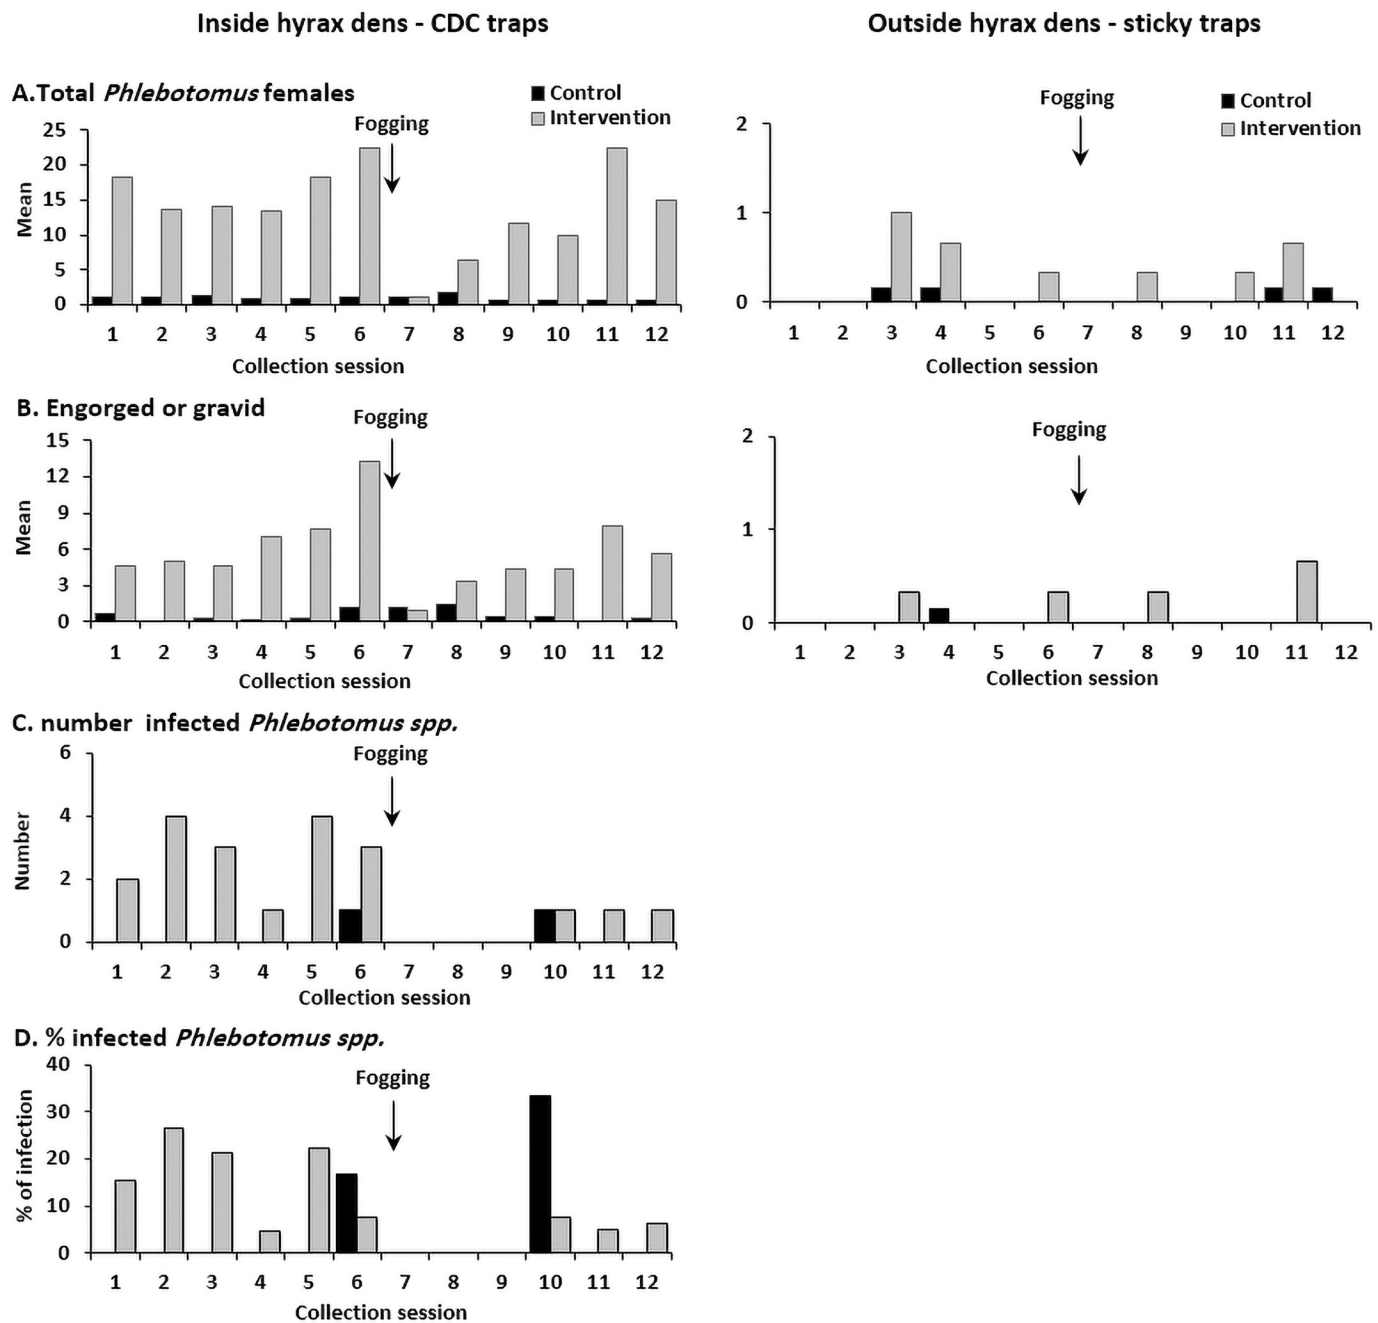 Inside hyrax dens - CDC traps
Outside hyrax dens - sticky traps
A.Total Phlebotomus females
Control
Intervention
Fogging
25
20
15
10
5
0
Mean
1 2 3 4 5 6 7 8 9 10 11 12
Collection session
Fogging
Control
Intervention
2
1
0
1 2 3 4 5 6 7 8 9 10 11 12
Collection session
B. Engorged or gravid
Fogging
15
12
9
6
3
0
Mean
1 2 3 4 5 6 7 8 9 10 11 12
Collection session
Fogging
2
1
0
1 2 3 4 5 6 7 8 9 10 11 12
Collection session
C. number infected Phlebotomus spp.
Fogging
6
4
2
0
Number
1 2 3 4 5 6 7 8 9 10 11 12
Collection session
D. % infected Phlebotomus spp.
Fogging
40
30
20
10
0
% of infection
1 2 3 4 5 6 7 8 9 10 11 12
Collection session